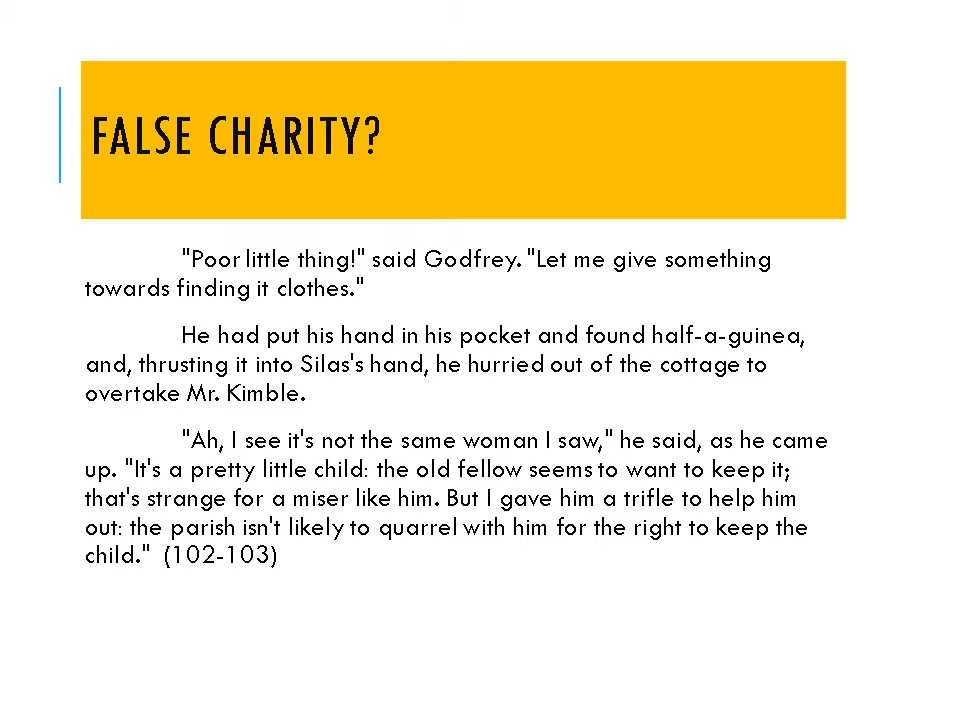 FALSE CHARITY?
"Poor little thing!" said Godfrey. "Let me give something
towards finding it clothes."
He had put his hand in his pocket and found half-a-guinea,
and, thrusting it into Silas's hand, he hurried out of the cottage to
overtake Mr. Kimble.
"Ah, I see it's not the same woman I saw," he said, as he came
up. "It's a pretty little child: the old fellow seems to want to keep it;
that's strange for a miser like him. But I gave him a trifle to help him
out: the parish isn't likely to quarrel with him for the right to keep the
child." (102-103)